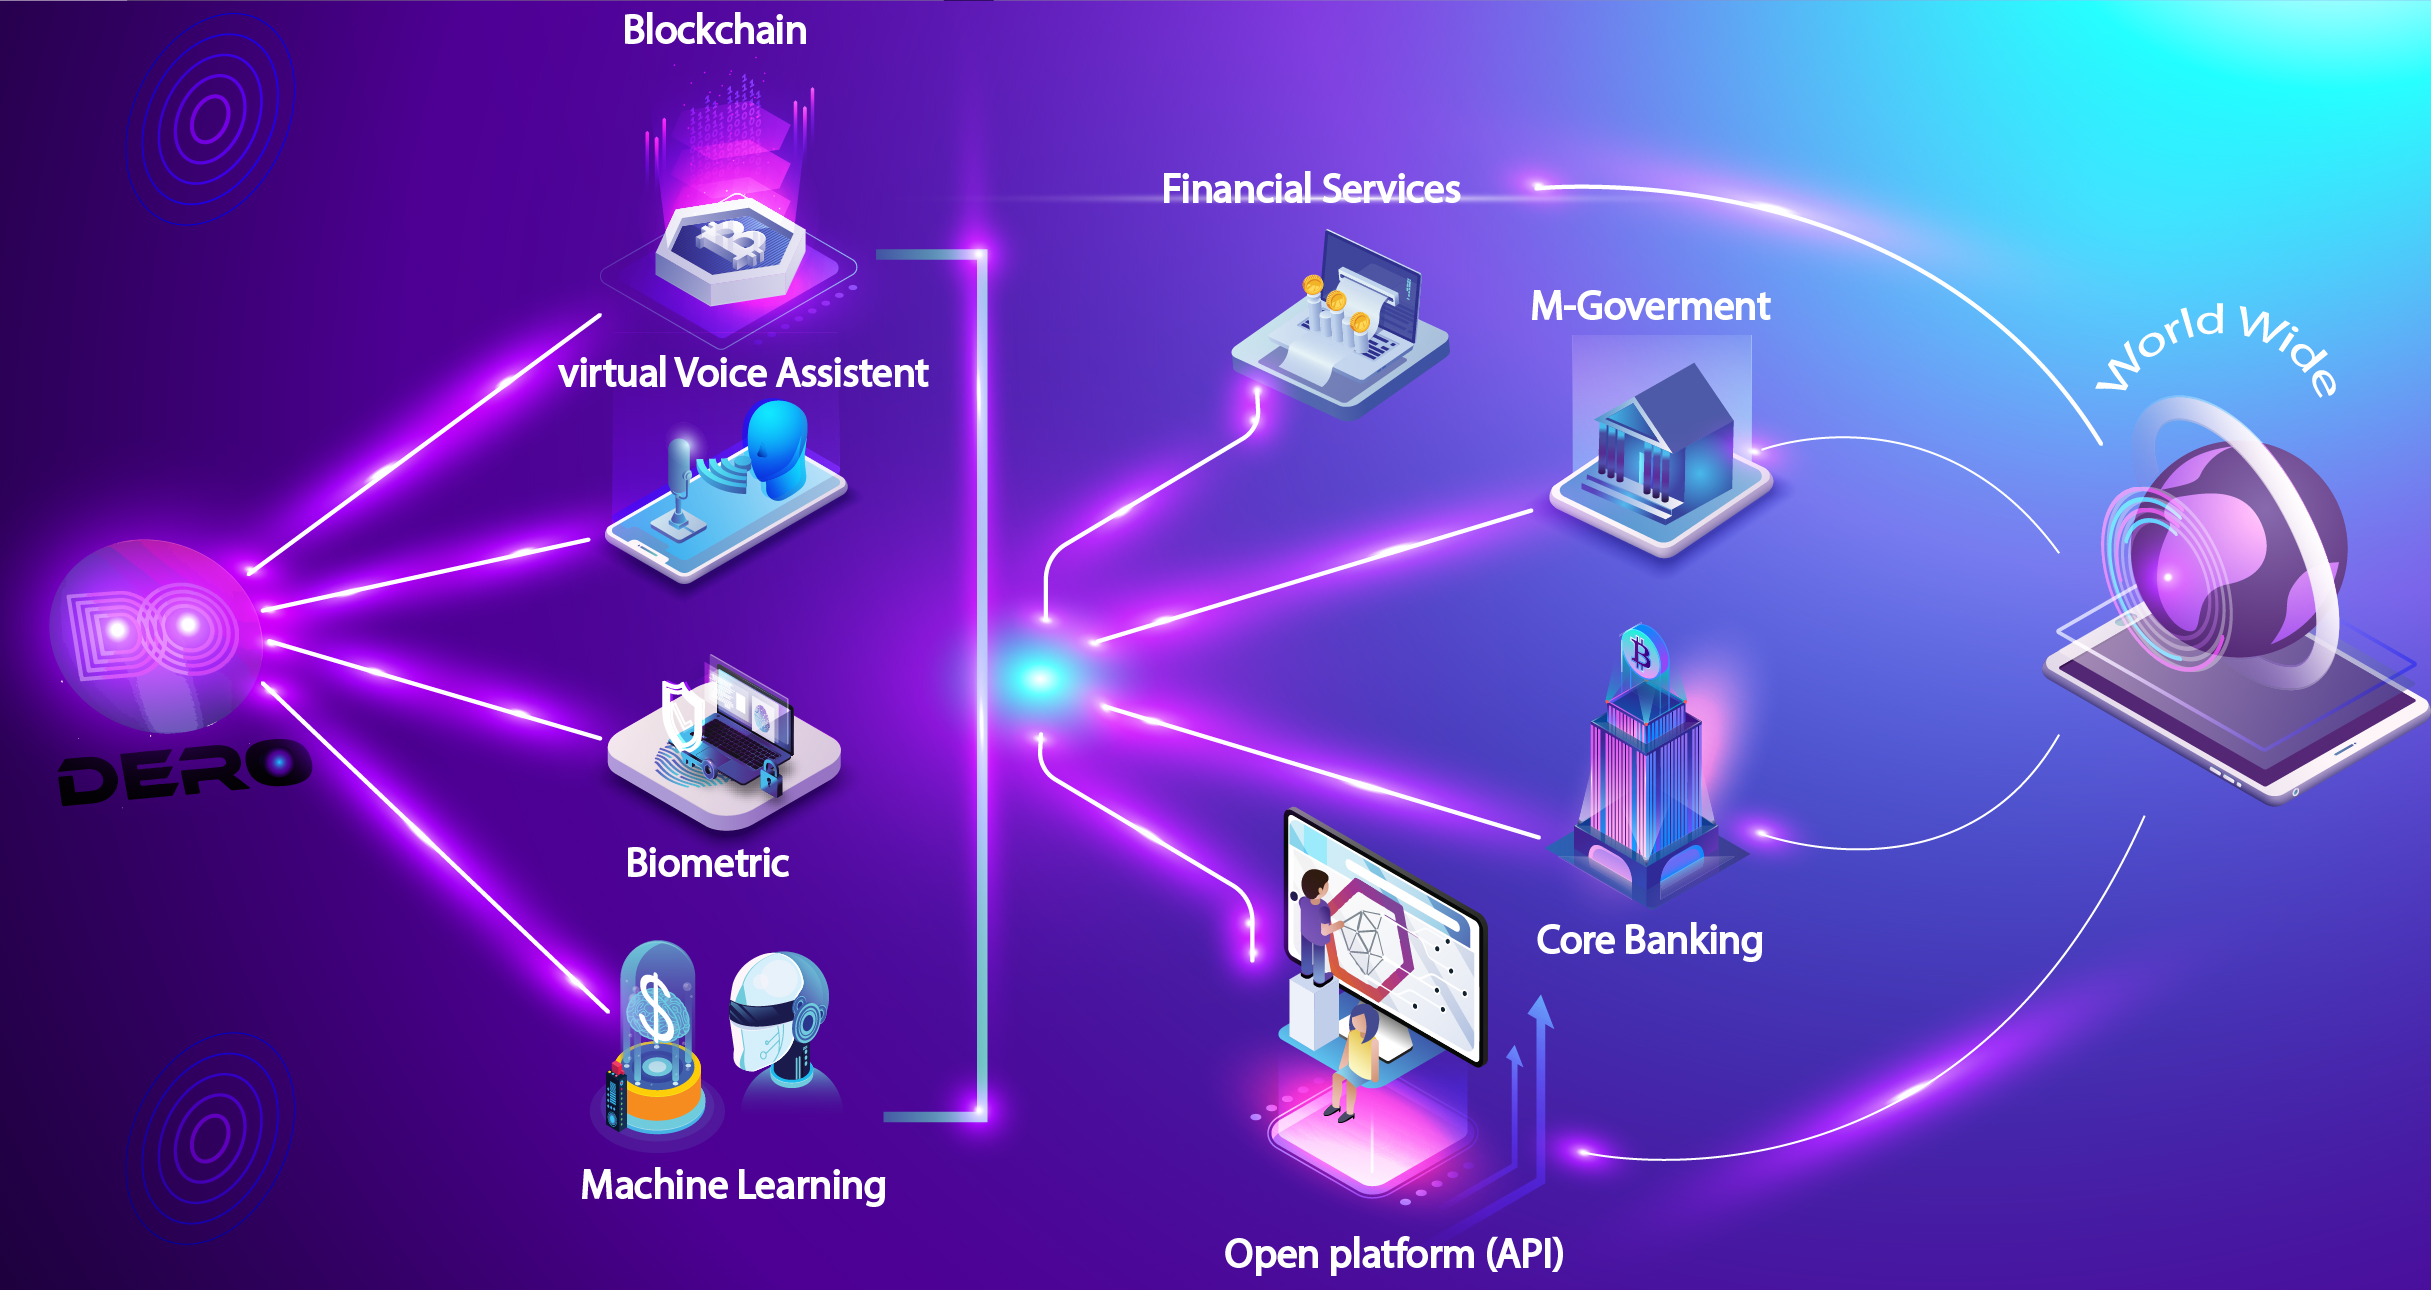 Blockchain
virtual Voice Assistent
DERO
Biometric
Machine Learning
Financial Services
M-Goverment
Core Banking
Open platform (API)
World Wide